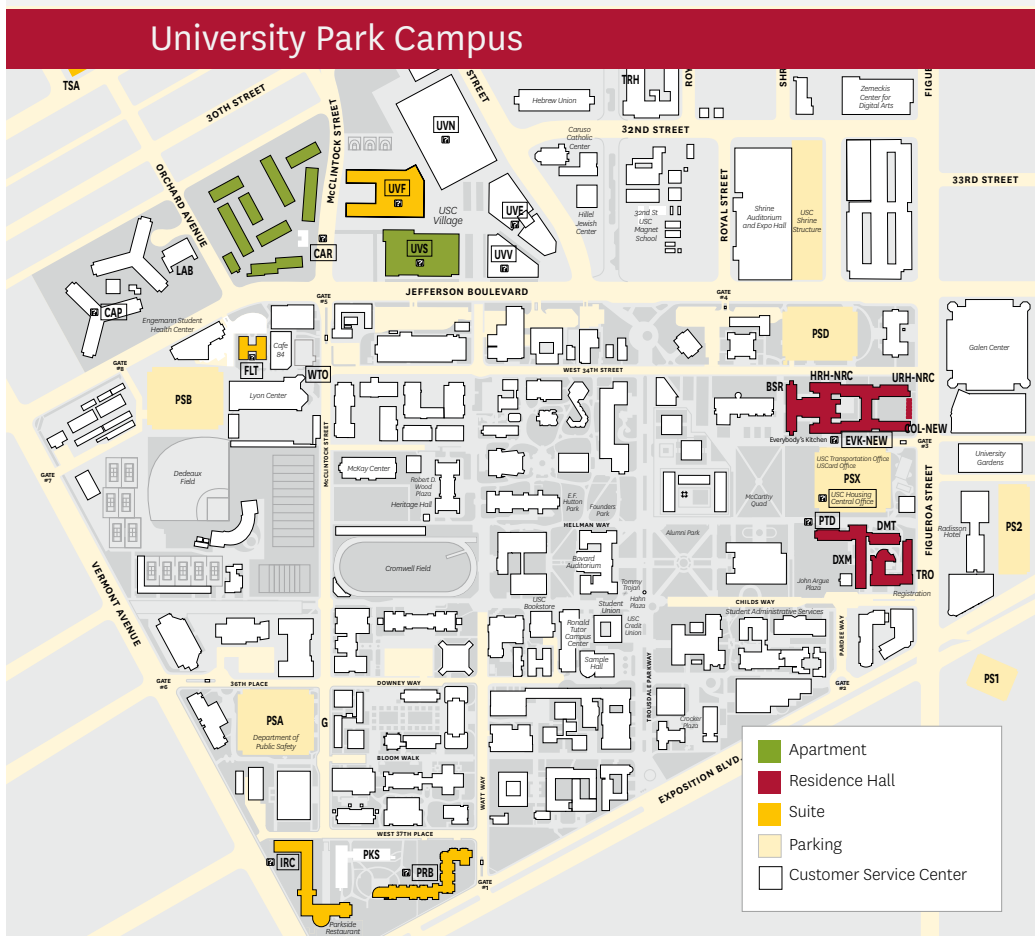 University Park Campus
TSA
30TH STREET
McCLINTOCK STREET
STREET
UVN
Hebrew Union
TRH
ROY
SHR
Zemeckis
Center for
Digital Arts
FIGUE
32ND STREET
Caruso
Catholic
Center
ORCHARD AVENUE
UVF
USC
Village
UVE
Hillel
Jewish
Center
32nd St
USC
Magnet
School
ROYAL STREET
Shrine
Auditorium
and Expo Hall
USC
Shrine
Structure
33RD STREET
LAB
CAR
UVS
UVV
CAP
JEFFERSON BOULEVARD
GATE
#5
GATE
#4
Engemann Student
Health Center
Cafe
84
FLT
WTO
PSD
Galen Center
GATE
#8
WEST 34TH STREET
PSB
Lyon Center
BSR
HRH-NRC
URH-NRC
COL-NEW
Everybody's Kitchen
EVK-NEW
GATE
#3
McCLINTOCK STREET
McKay Center
Robert D.
Wood
Plaza
Heritage Hall
GATE
#7
Dedeaux
Field
E.F.
Hutton
Park
Founders
Park
McCarthy
Quad
USC Transportation Office
USCard Office
PSX
USC Housing
Central Office
University
Gardens
FIGUEROA STREET
PS2
Radisson
Hotel
HELLMAN WAY
Alumni Park
PTD
DMT
DXM
TRO
VERMONT AVENUE
Cromwell Field
Bovard
Auditorium
Tommy
Trojan
Hahn
Plaza
John Argue
Plaza
Registration
CHILDS WAY
USC
Bookstore
Student
Union
Ronald
Tutor
Campus
Center
USC
Credit
Union
Sample
Hall
Student Administrative Services
PARDEE WAY
TROUSDALE PARKWAY
GATE
#6
36TH PLACE
DOWNEY WAY
GATE
#2
PS1
PSA
Department of
Public Safety
G
Crocker
Plaza
BLOOM WALK
WATT WAY
EXPOSITION BLVD.
WEST 37TH PLACE
IRC
PKS
PRB
GATE
#1
Parkside
Restaurant
Apartment
Residence Hall
Suite
Parking
Customer Service Center